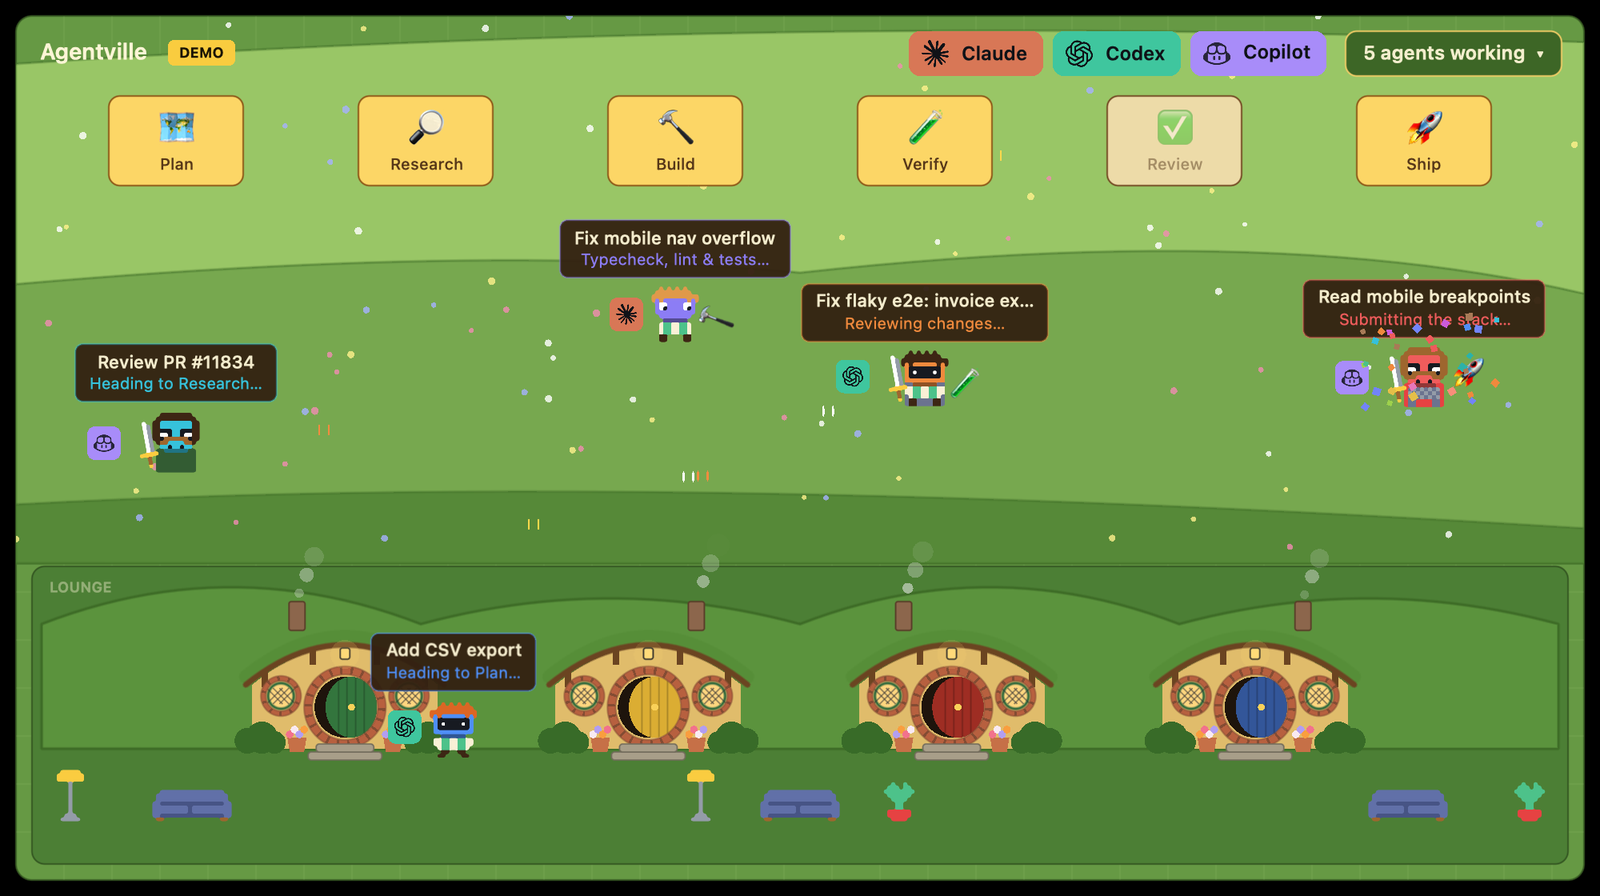 Agentville
DEMO
Claude
Codex
Copilot
5 agents working
Plan
Research
Build
Verify
Review
Ship
Fix mobile nav overflow
Typecheck, lint & tests...
Fix flaky e2e: invoice ex...
Reviewing changes...
Read mobile breakpoints
Submitting the stack...
Review PR #11834
Heading to Research...
LOUNGE
Add CSV export
Heading to Plan...